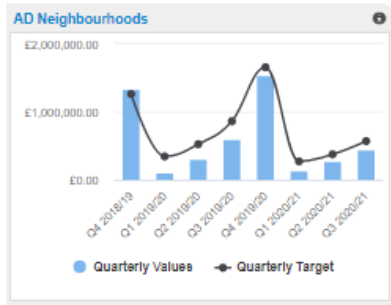 AD Neighbourhoods
£2,000,000.00
£1,000,000.00
£0.00
Q4 2018/19
Q1 2019/20
Q2 2019/20
Q3 2019/20
Q4 2019/20
Q1 2020/21
Q2 2020/21
Q3 2020/21
Quarterly Values
Quarterly Target